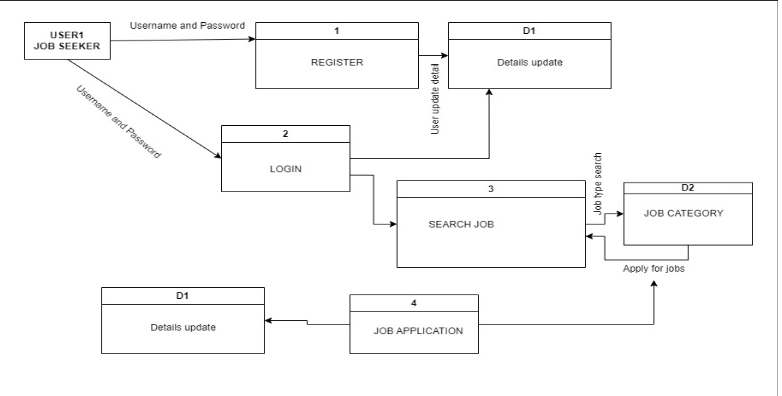 USER1
JOB SEEKER
Username and Password
1
REGISTER
User update detail
D1
Details update
Username and Password
2
LOGIN
3
SEARCH JOB
Job type search
D2
JOB CATEGORY
Apply for jobs
D1
Details update
4
JOB APPLICATION